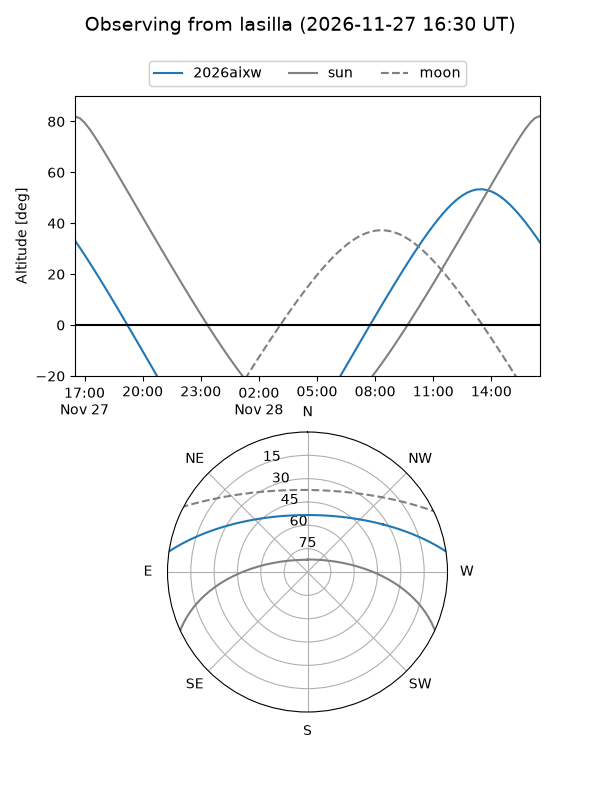 Observing from lasilla (2026-11-27 16:30 UT)
2026aixw sun moon
Altitude [deg]
80
60
40
20
0
−20
17:00 20:00 23:00 02:00 05:00 08:00 11:00 14:00
Nov 27 Nov 28
N
NE NW
15
30
45
60
75
E W
SE SW
S